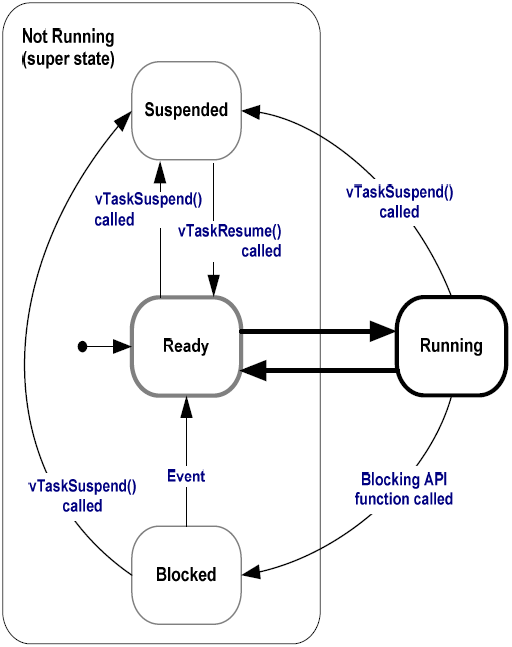 Not Running
(super state)
Suspended
vTaskSuspend()
called
vTaskResume()
called
vTaskSuspend()
called
Ready
Running
Event
vTaskSuspend()
called
Blocking API
function called
Blocked